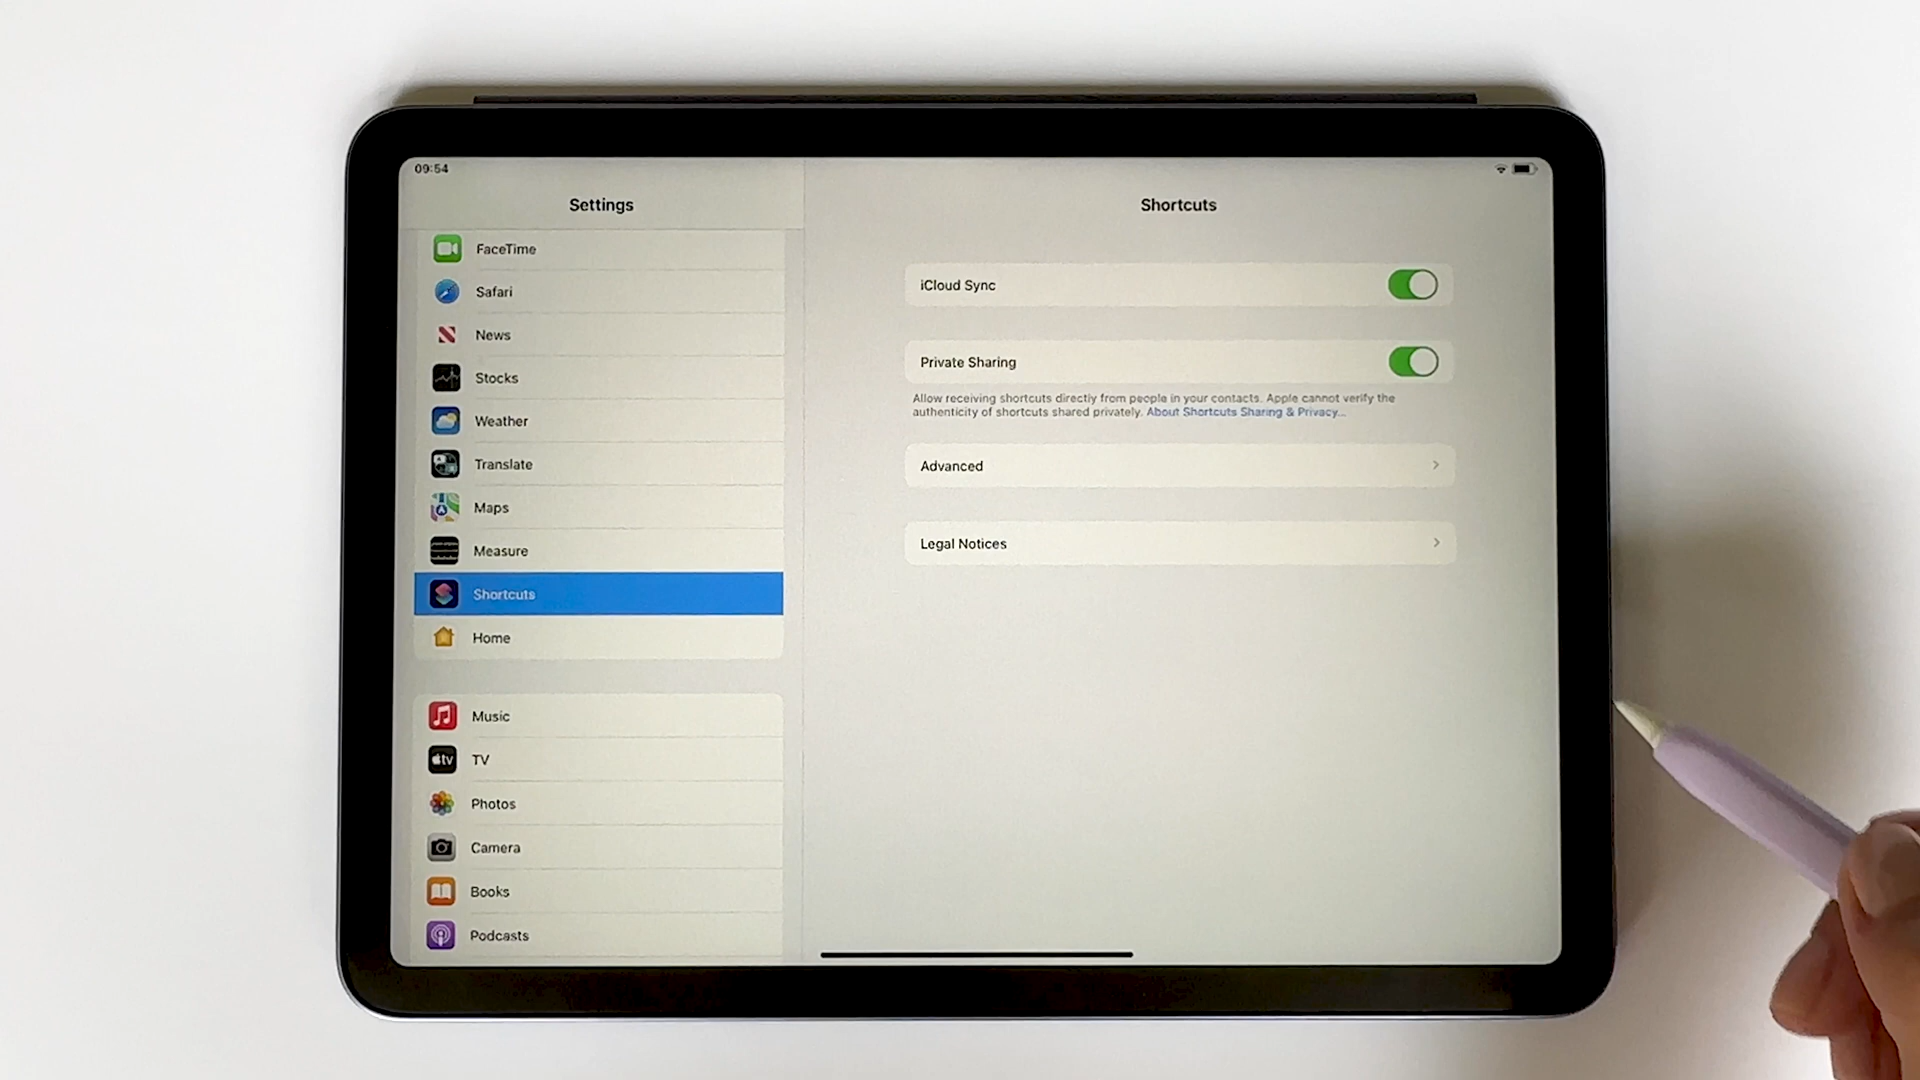 09:54
Settings
FaceTime
Safari
News
Stocks
Weather
Translate
Maps
Measure
Shortcuts
Home
Music
tv
TV
Photos
Camera
Books
Podcasts
Shortcuts
iCloud Sync
Private Sharing
Allow receiving shortcuts directly from people in your contacts. Apple cannot verify the
authenticity of shortcuts shared privately. About Shortcuts Sharing & Privacy...
Advanced
Legal Notices